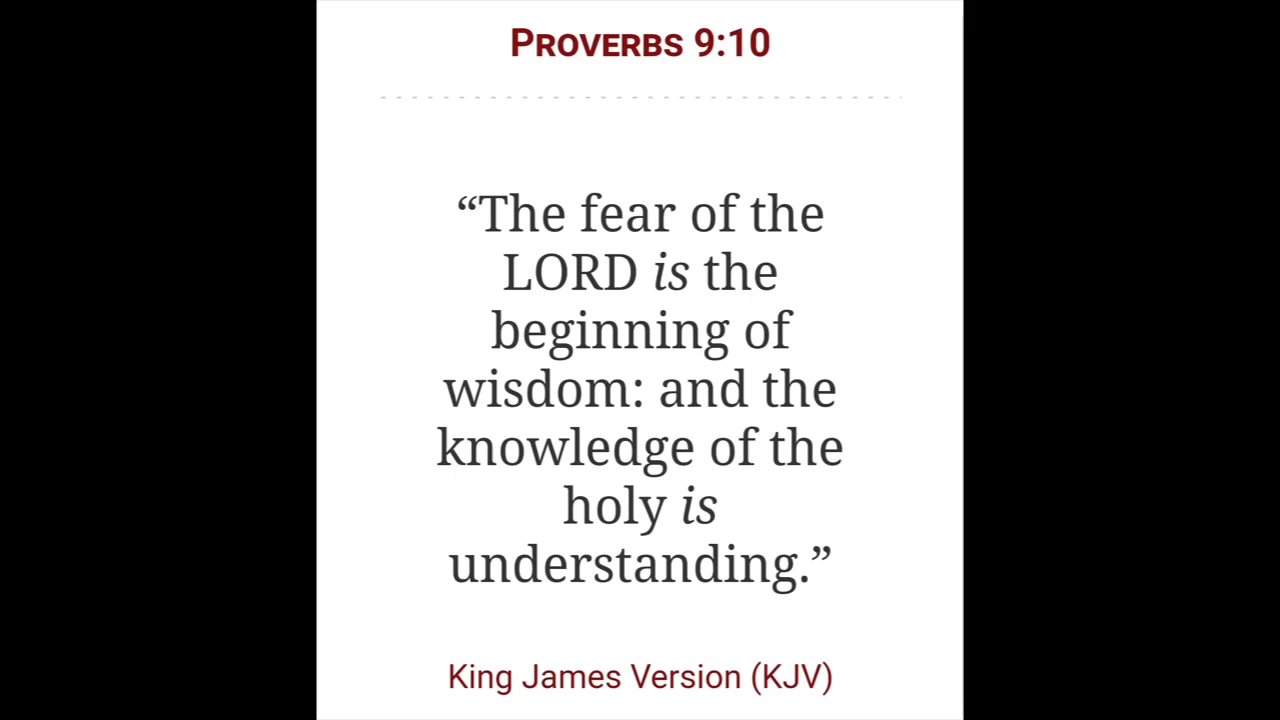 Proverbs 9:10
“The fear of the
LORD is the
beginning of
wisdom: and the
knowledge of the
holy is
understanding.”
King James Version (KJV)